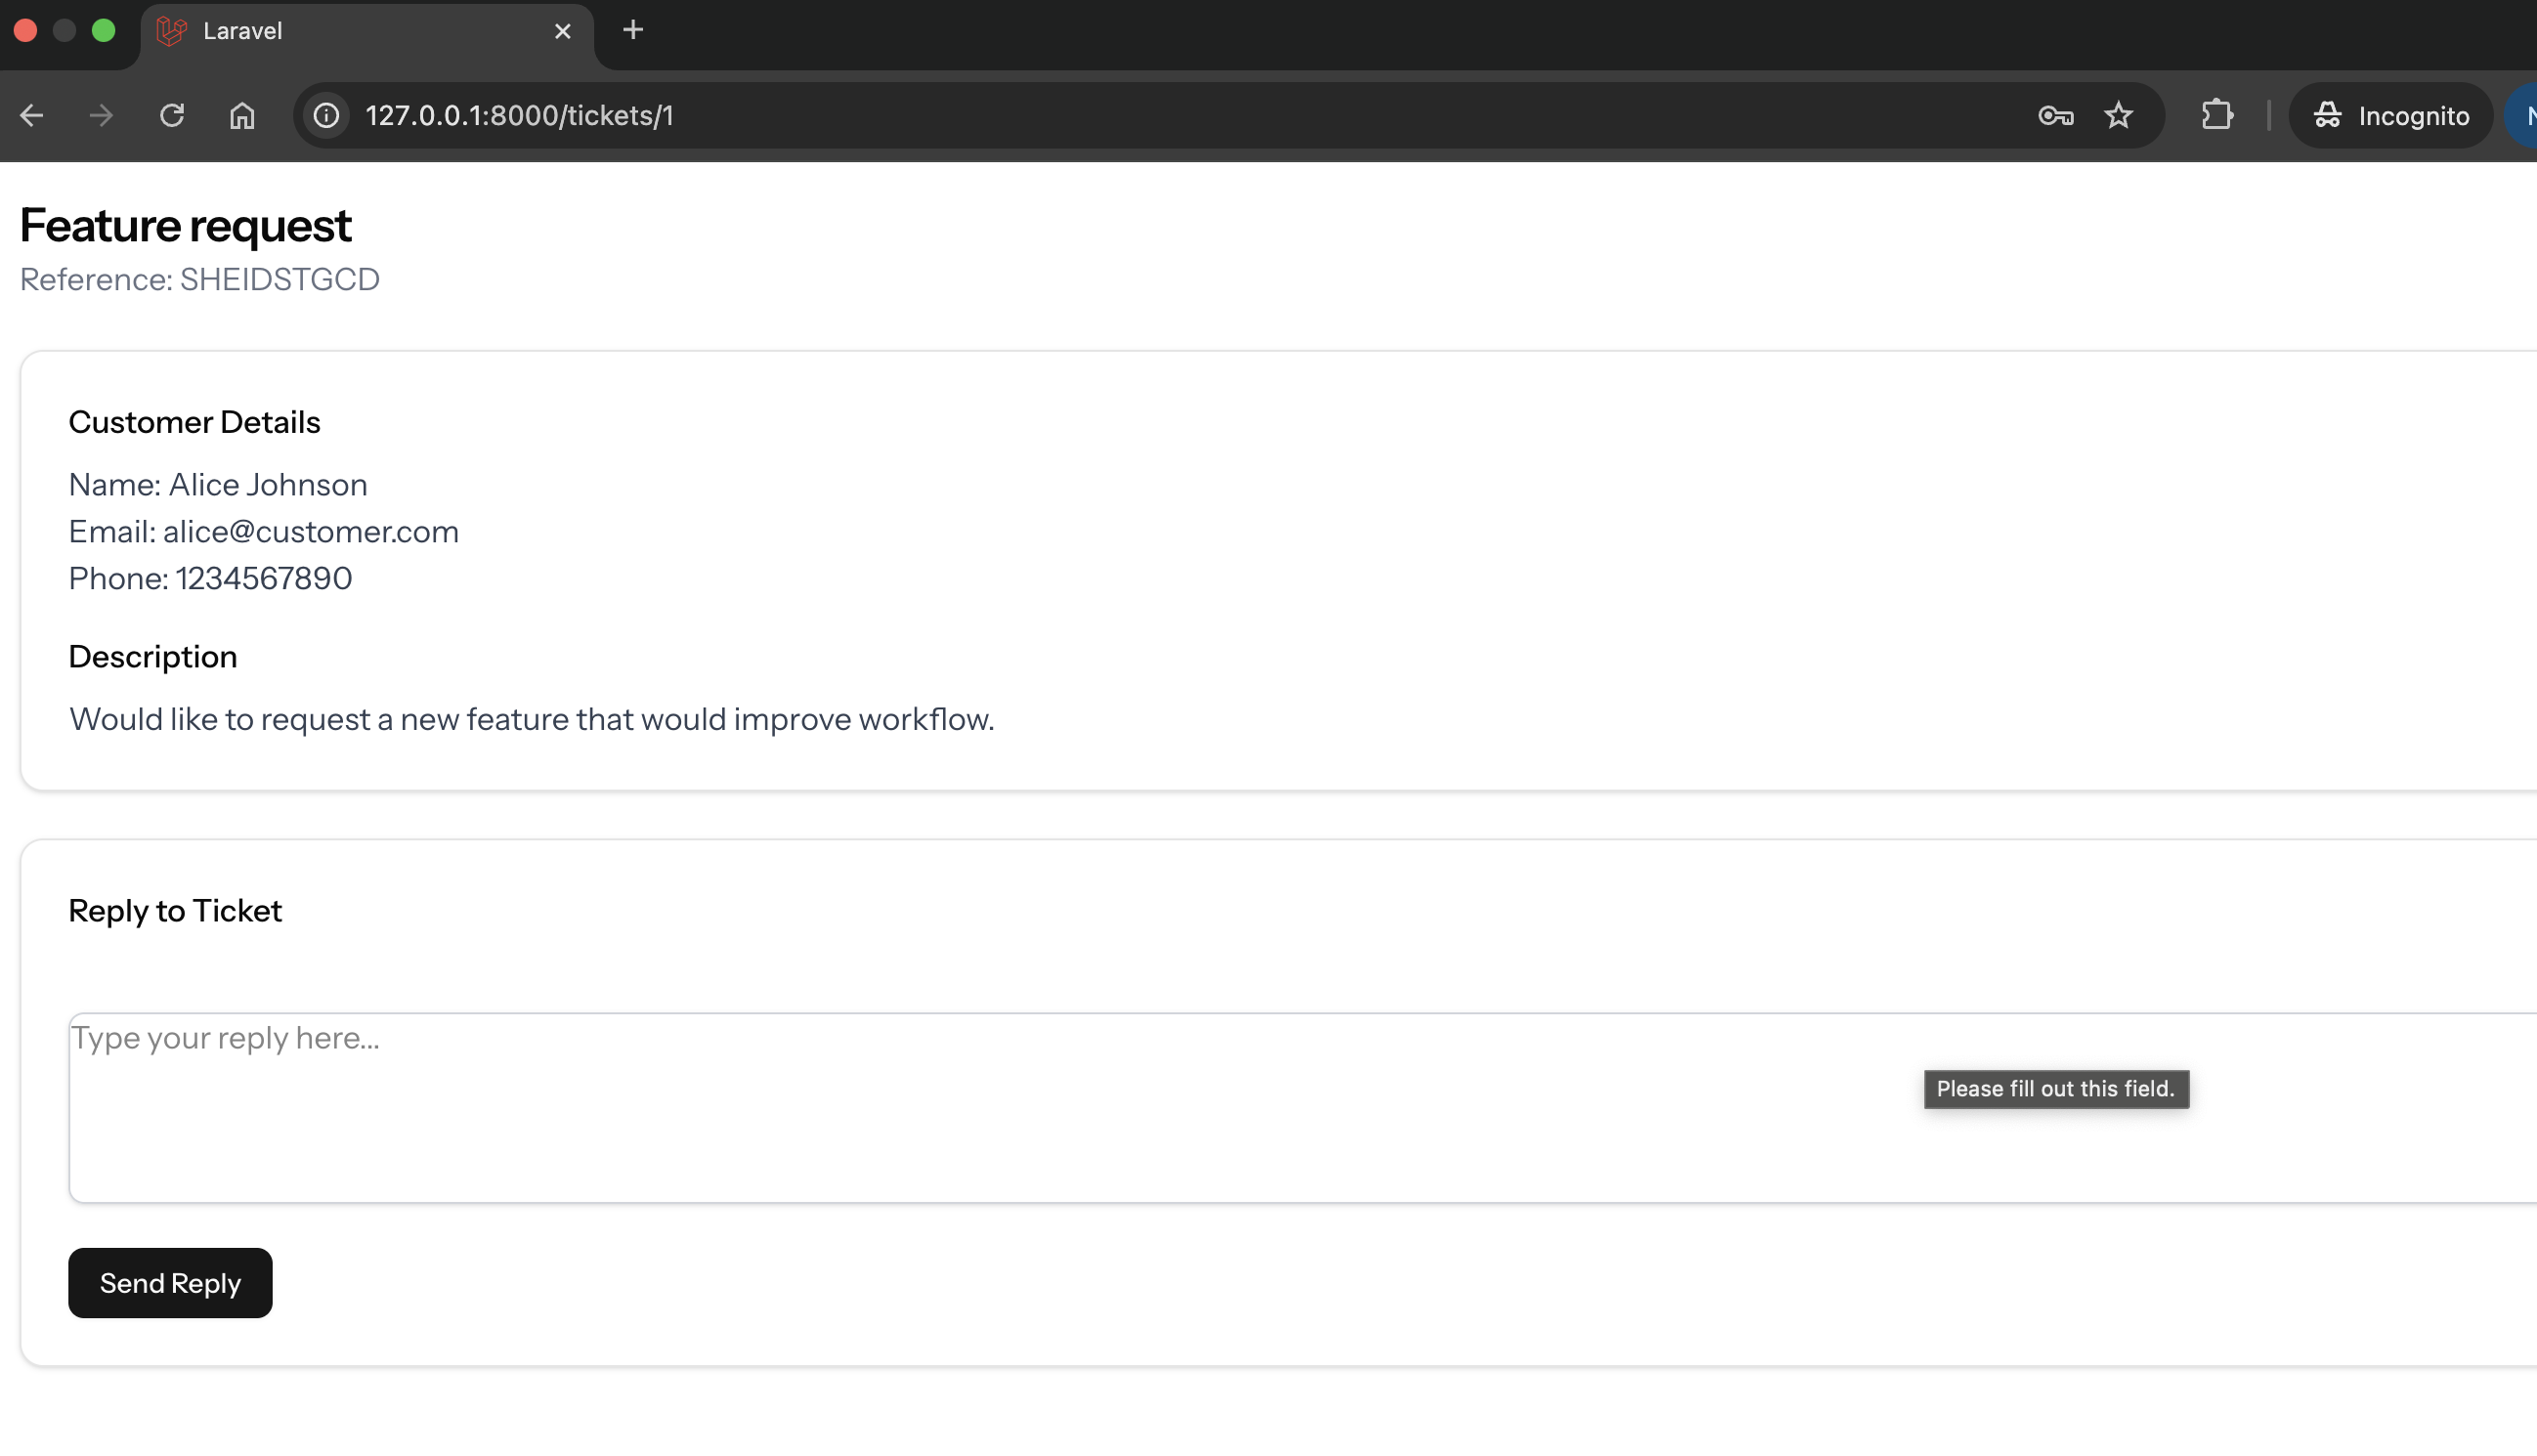 Laravel
127.0.0.1:8000/tickets/1
Incognito
Feature request
Reference: SHEIDSTGCD
Customer Details
Name: Alice Johnson
Email: alice@customer.com
Phone: 1234567890
Description
Would like to request a new feature that would improve workflow.
Reply to Ticket
Type your reply here...
Please fill out this field.
Send Reply